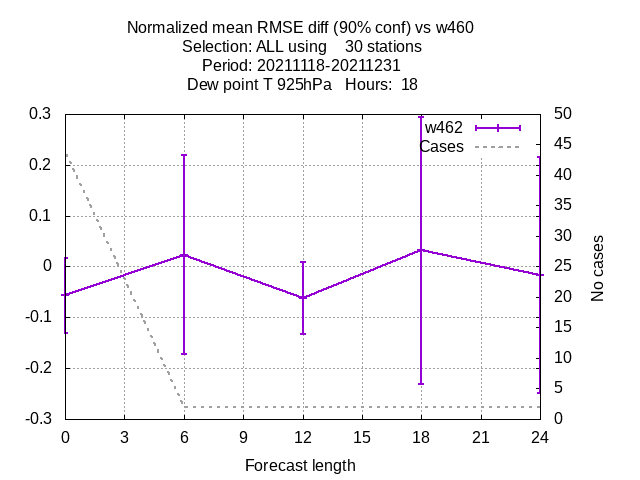 Normalized mean RMSE diff (90% conf) vs w460
Selection: ALL using    30 stations
Period: 20211118-20211231
Dew point T 925hPa   Hours:  18
0.3
0.2
0.1
0
-0.1
-0.2
-0.3
50
45
40
35
30
25
20
15
10
5
0
w462
Cases
No cases
0 3 6 9 12 15 18 21 24
Forecast length